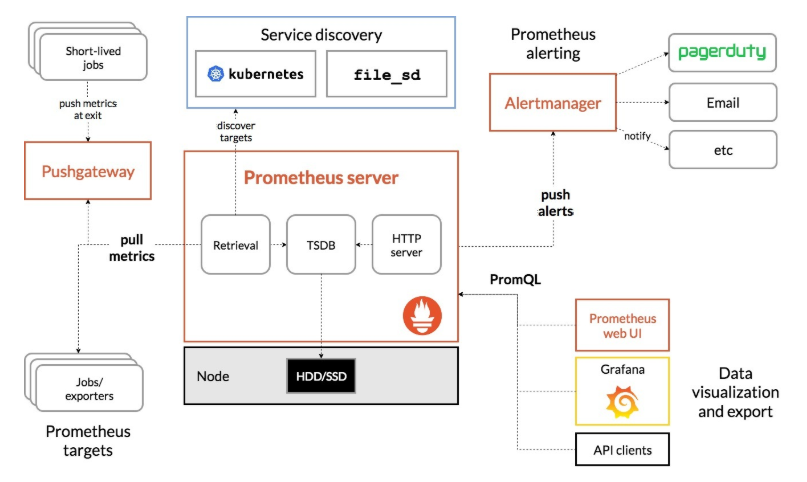 Short-lived
jobs
push metrics
at exit
Pushgateway
pull
metrics
Jobs/
exporters
Prometheus
targets
Service discovery
kubernetes
file_sd
discover
targets
Prometheus server
Retrieval
TSDB
HTTP
server
Node
HDD/SSD
Prometheus
alerting
Alertmanager
pagerduty
Email
notify
etc
push
alerts
PromQL
Prometheus
web UI
Grafana
API clients
Data
visualization
and export